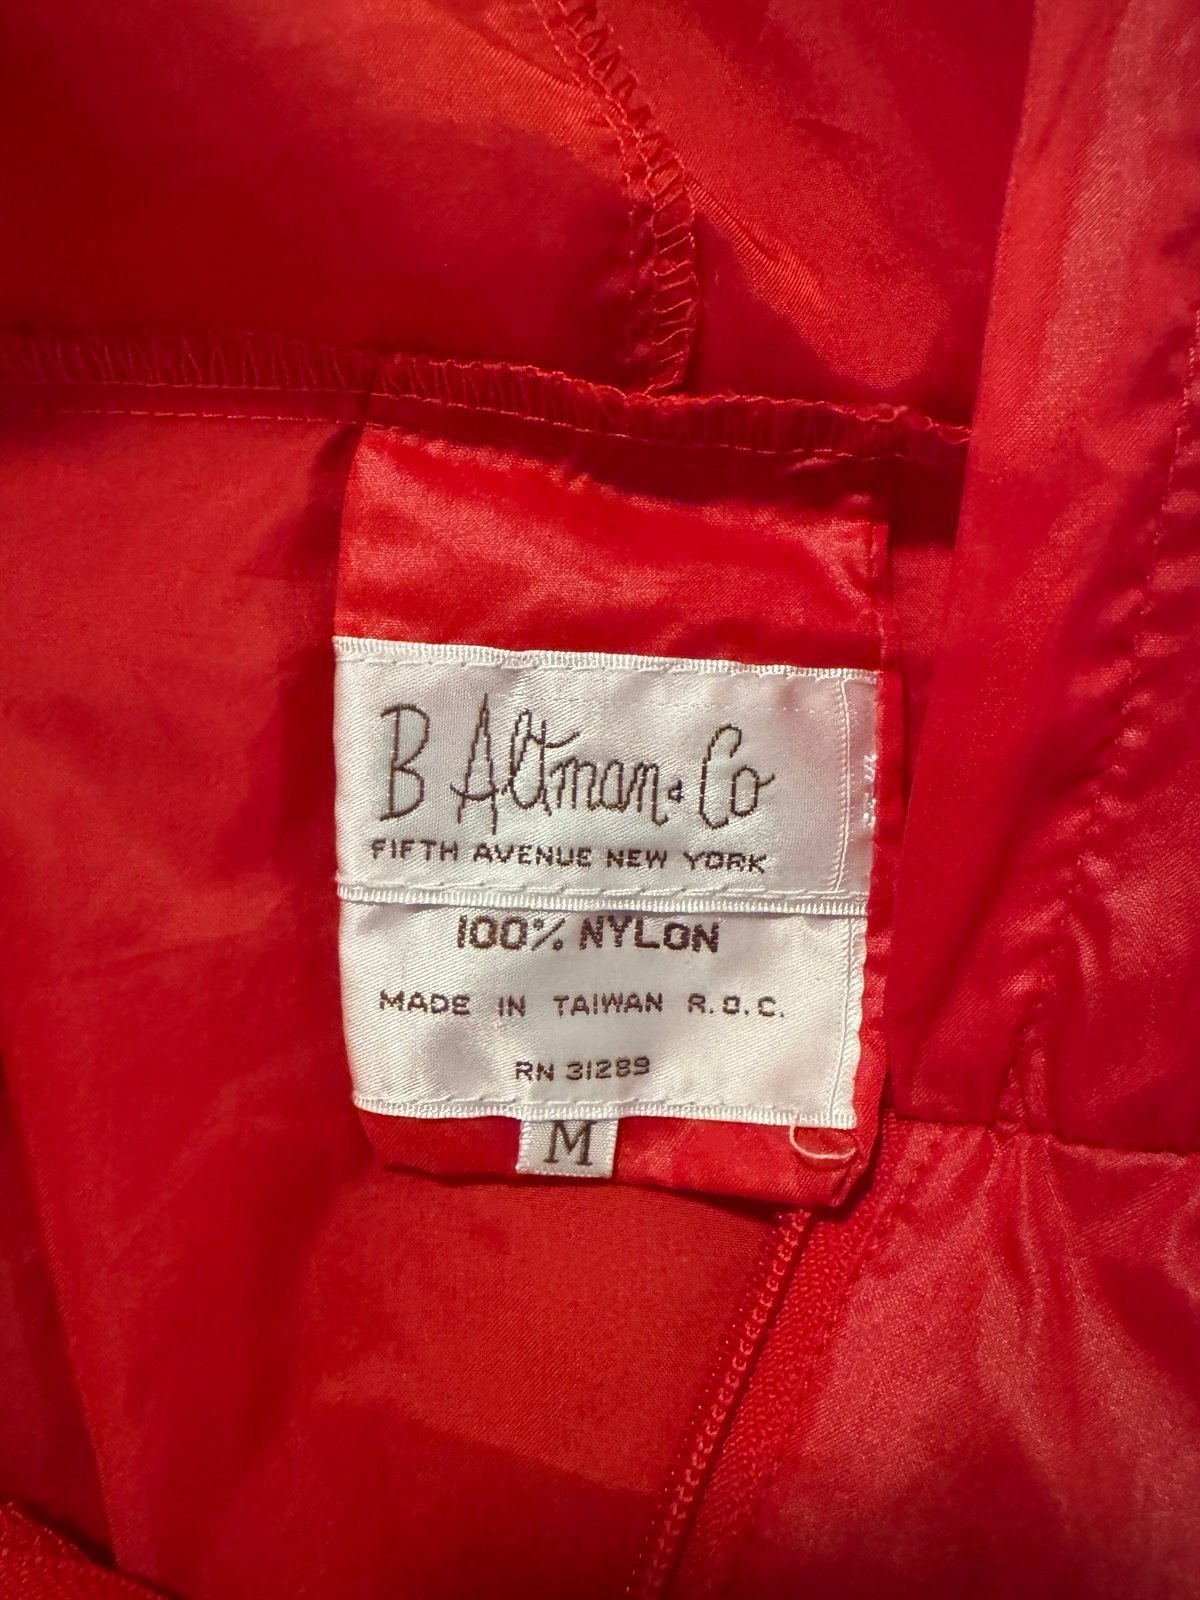 B Altman & Co
FIFTH AVENUE NEW YORK
100% NYLON
MADE IN TAIWAN R.O.C.
RN 31289
M